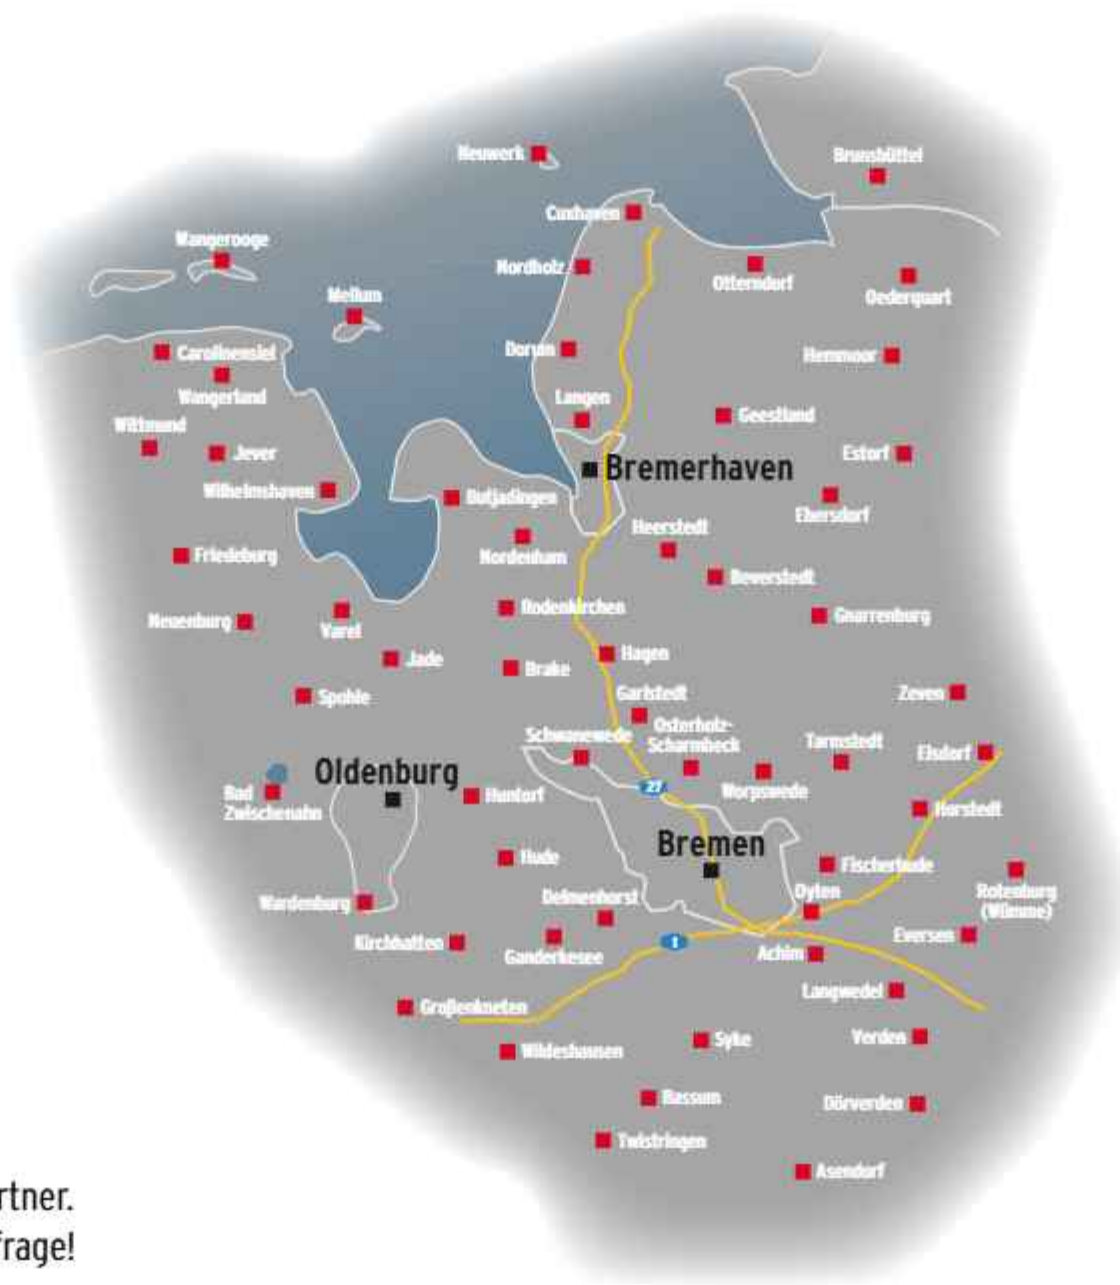 Neuwerk
Brunsbüttel
Cuxhaven
Wangerooge
Nordholz
Otterndorf
Oederquart
Mellum
Carolinensiel
Dorum
Hemmoor
Wangerland
Langen
Geestland
Wittmund
Jever
Estorf
Bremerhaven
Wilhelmshaven
Butjadingen
Ebersdorf
Heerstedt
Friedeburg
Nordenham
Beverstedt
Rodenkirchen
Gnarrenburg
Neuenburg
Varel
Jade
Hagen
Brake
Spohle
Garlstedt
Zeven
Schwanewede
Osterholz-
Scharmbeck
Tarmstedt
Elsdorf
Oldenburg
Bad
Zwischenahn
Huntorf
27
Worpswede
Horstedt
Bremen
Hude
Fischerhude
Rotenburg
(Wümme)
Wardenburg
Delmenhorst
Oyten
Kirchhatten
Ganderkesee
1
Achim
Eversen
Langwedel
Großenkneten
Wildeshausen
Syke
Verden
Bassum
Dörverden
Twistringen
Asendorf
rtner.
frage!